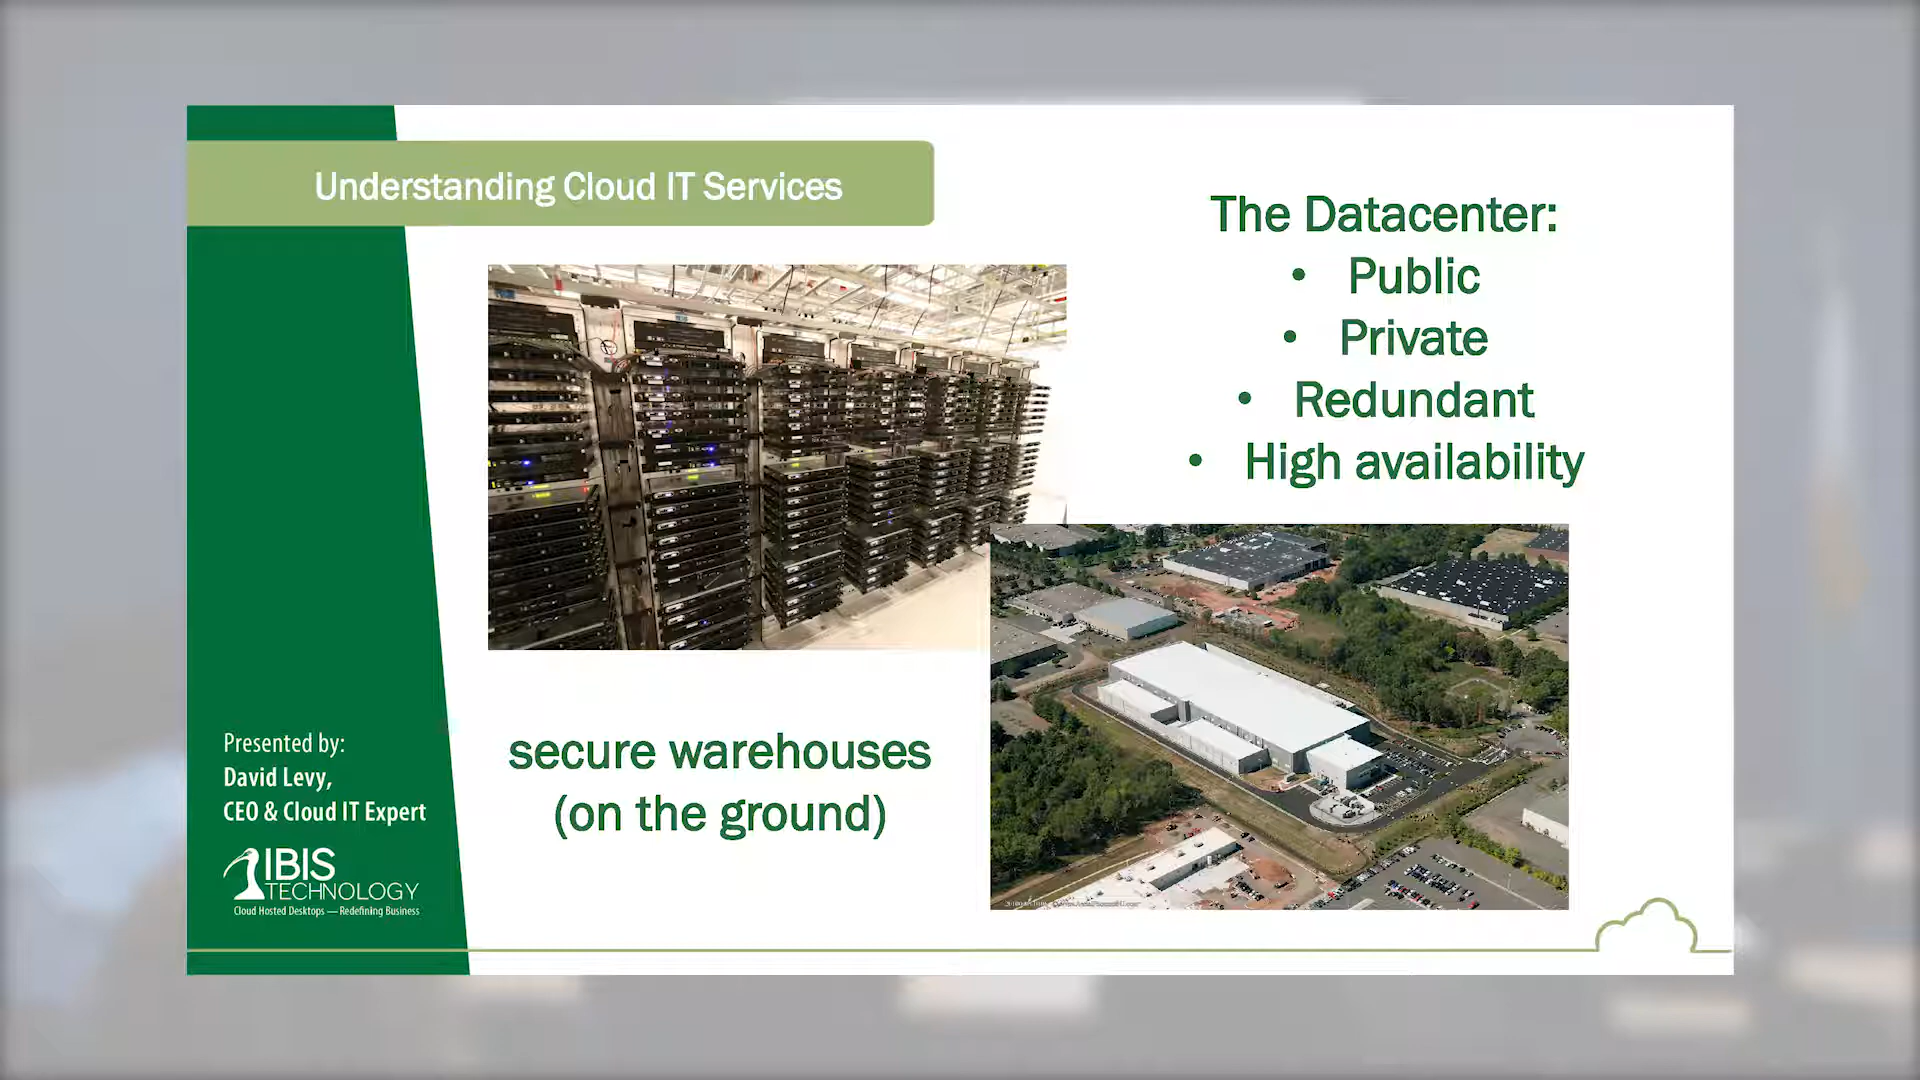 Understanding Cloud IT Services
The Datacenter:
• Public
• Private
• Redundant
• High availability
secure warehouses
(on the ground)
Presented by:
David Levy,
CEO & Cloud IT Expert
IBIS
TECHNOLOGY
Cloud Hosted Desktops — Redefining Business